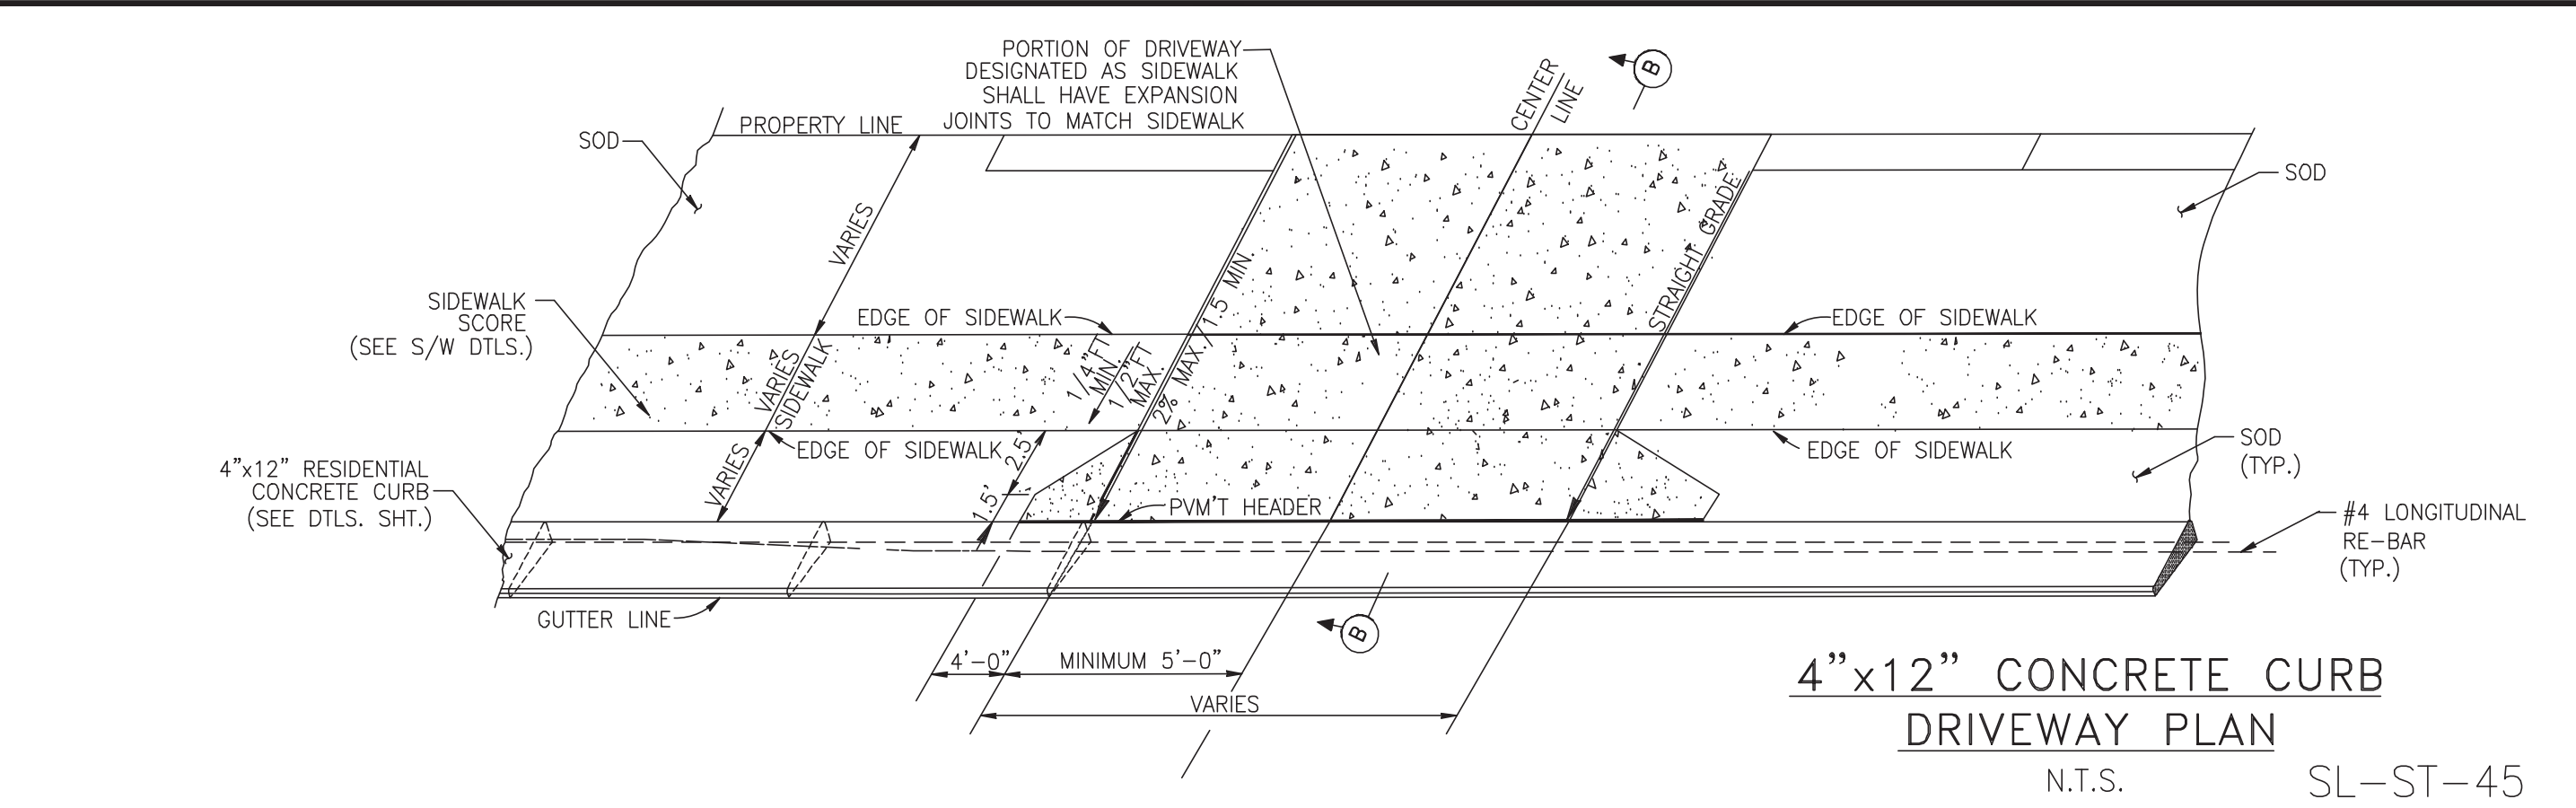 PORTION OF DRIVEWAY
DESIGNATED AS SIDEWALK
SHALL HAVE EXPANSION
JOINTS TO MATCH SIDEWALK
CENTER
LINE
B
SOD
PROPERTY LINE
SOD
VARIES
STRAIGHT GRADE
SIDEWALK
SCORE
(SEE S/W DTLS.)
EDGE OF SIDEWALK
EDGE OF SIDEWALK
2% MAX./1.5 MIN.
1/4"FT
MIN.
1/2"FT
MAX.
VARIES
SIDEWALK
EDGE OF SIDEWALK
EDGE OF SIDEWALK
SOD
(TYP.)
4"x12" RESIDENTIAL
CONCRETE CURB
(SEE DTLS. SHT.)
VARIES
2.5'
1.5'
PVM'T HEADER
#4 LONGITUDINAL
RE-BAR
(TYP.)
GUTTER LINE
B
4'-0"
MINIMUM 5'-0"
VARIES
4"x12" CONCRETE CURB
DRIVEWAY PLAN
N.T.S.
SL-ST-45